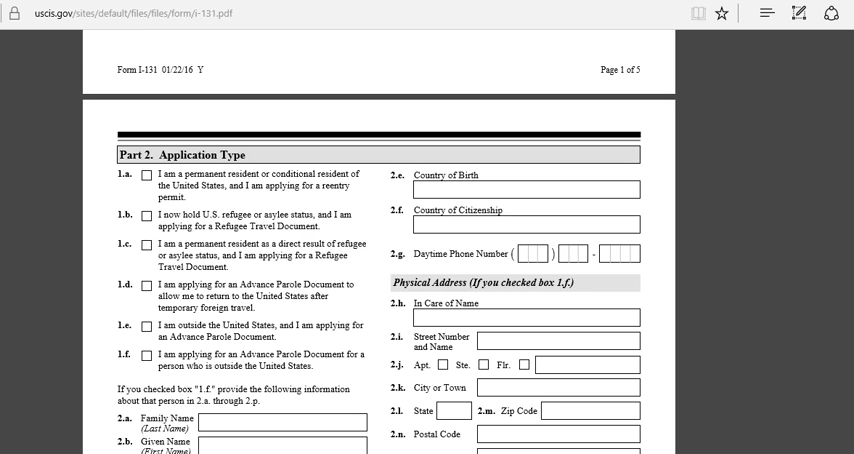 uscis.gov/sites/default/files/files/form/i-131.pdf
Form I-131 01/22/16 Y
Page 1 of 5
Part 2. Application Type
1.a. I am a permanent resident or conditional resident of
the United States, and I am applying for a reentry
permit.
1.b. I now hold U.S. refugee or asylee status, and I am
applying for a Refugee Travel Document.
1.c. I am a permanent resident as a direct result of refugee
or asylee status, and I am applying for a Refugee
Travel Document.
1.d. I am applying for an Advance Parole Document to
allow me to return to the United States after
temporary foreign travel.
1.e. I am outside the United States, and I am applying for
an Advance Parole Document.
1.f. I am applying for an Advance Parole Document for a
person who is outside the United States.
If you checked box "1.f." provide the following information
about that person in 2.a. through 2.p.
2.a. Family Name
(Last Name)
2.b. Given Name
(First Name)
2.e. Country of Birth
2.f. Country of Citizenship
2.g. Daytime Phone Number ( ) -
Physical Address (If you checked box 1.f.)
2.h. In Care of Name
2.i. Street Number
and Name
2.j. Apt. Ste. Flr.
2.k. City or Town
2.l. State 2.m. Zip Code
2.n. Postal Code